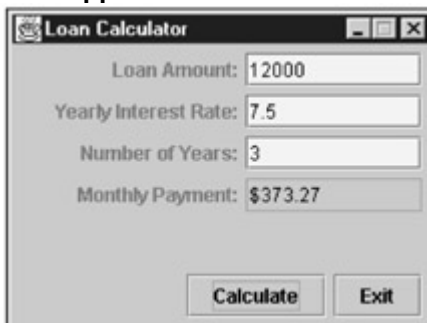 Loan Calculator
Loan Amount: 12000
Yearly Interest Rate: 7.5
Number of Years: 3
Monthly Payment: $373.27
Calculate Exit